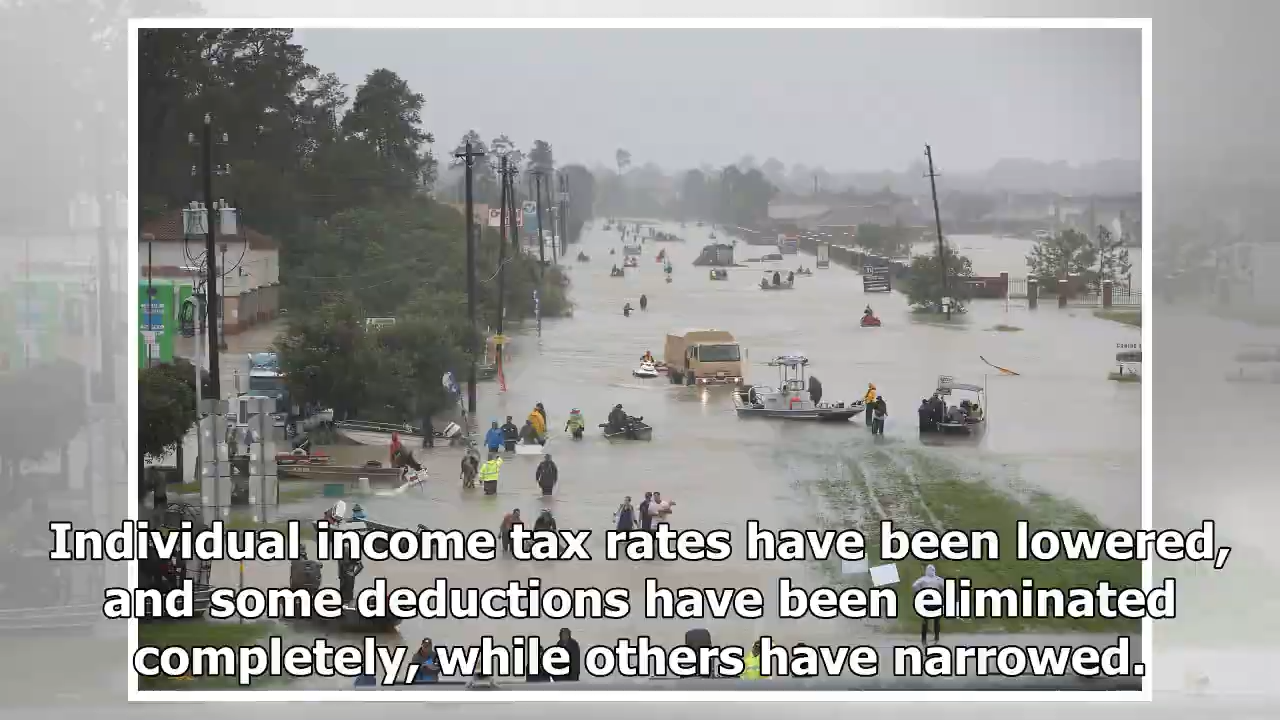 Individual income tax rates have been lowered,
and some deductions have been eliminated
completely, while others have narrowed.